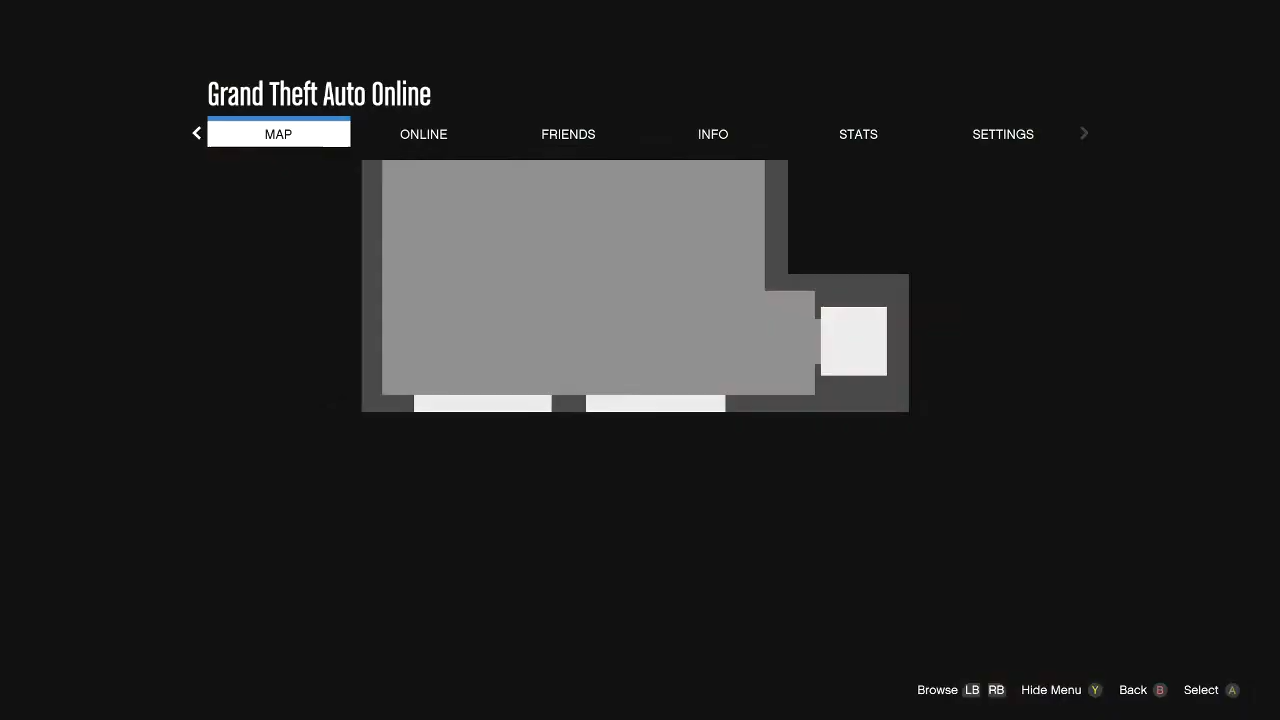 Grand Theft Auto Online
MAP ONLINE FRIENDS INFO STATS SETTINGS
Browse LB RB Hide Menu Y Back B Select A